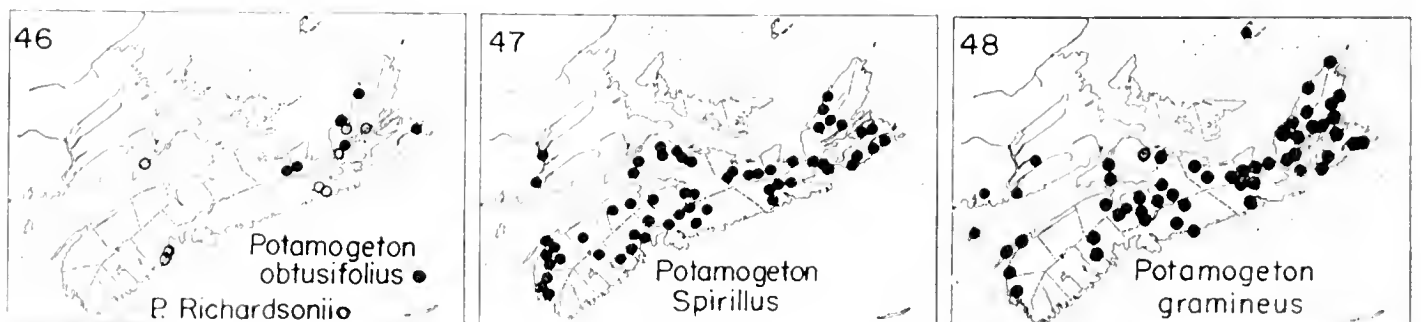 46
Potamogeton
obtusifolius
P. Richardsonii
47
Potamogeton
Spirillus
48
Potamogeton
gramineus